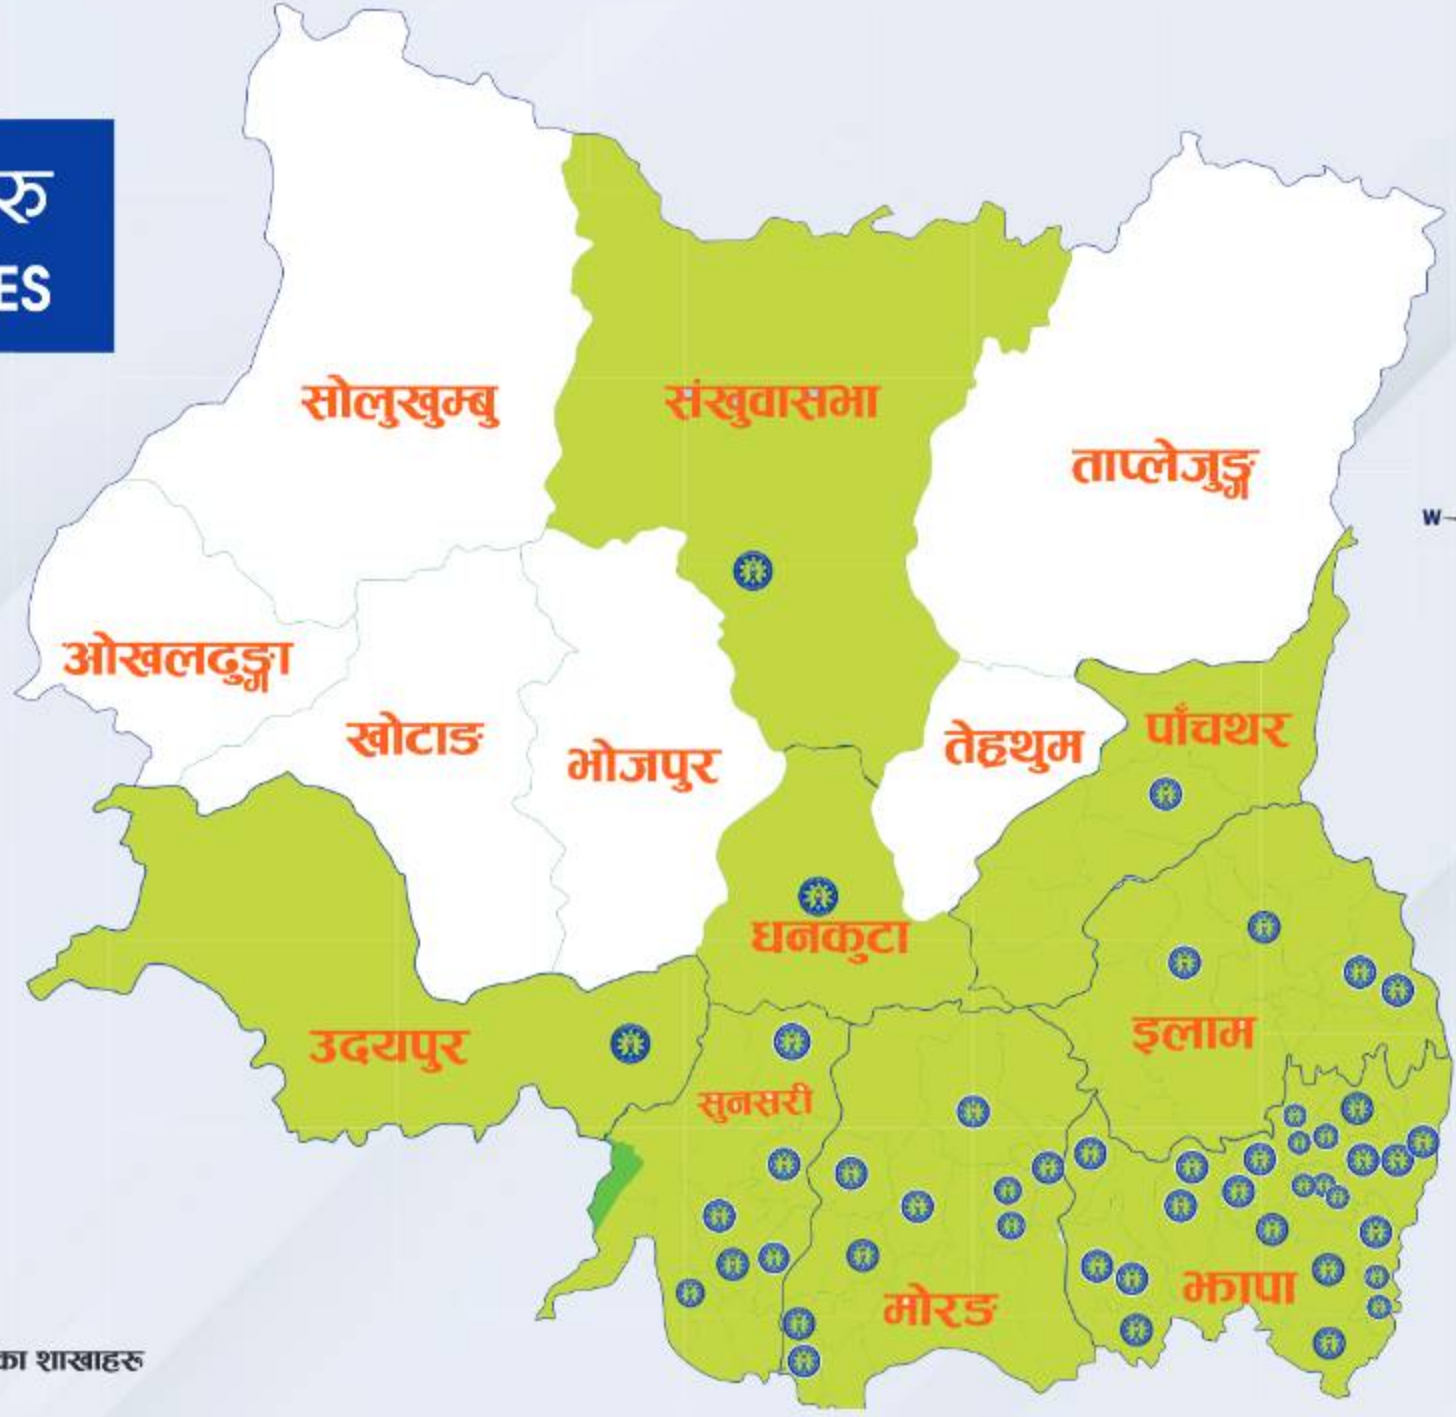 रु
ES
सोलुखुम्बु
संखुवासभा
ताप्लेजुङ्ग
W
ओखलढुङ्गा
खोटाङ
भोजपुर
तेह्रथुम
पाँचथर
धनकुटा
उदयपुर
इलाम
सुनसरी
मोरङ
झापा
का शाखाहरू